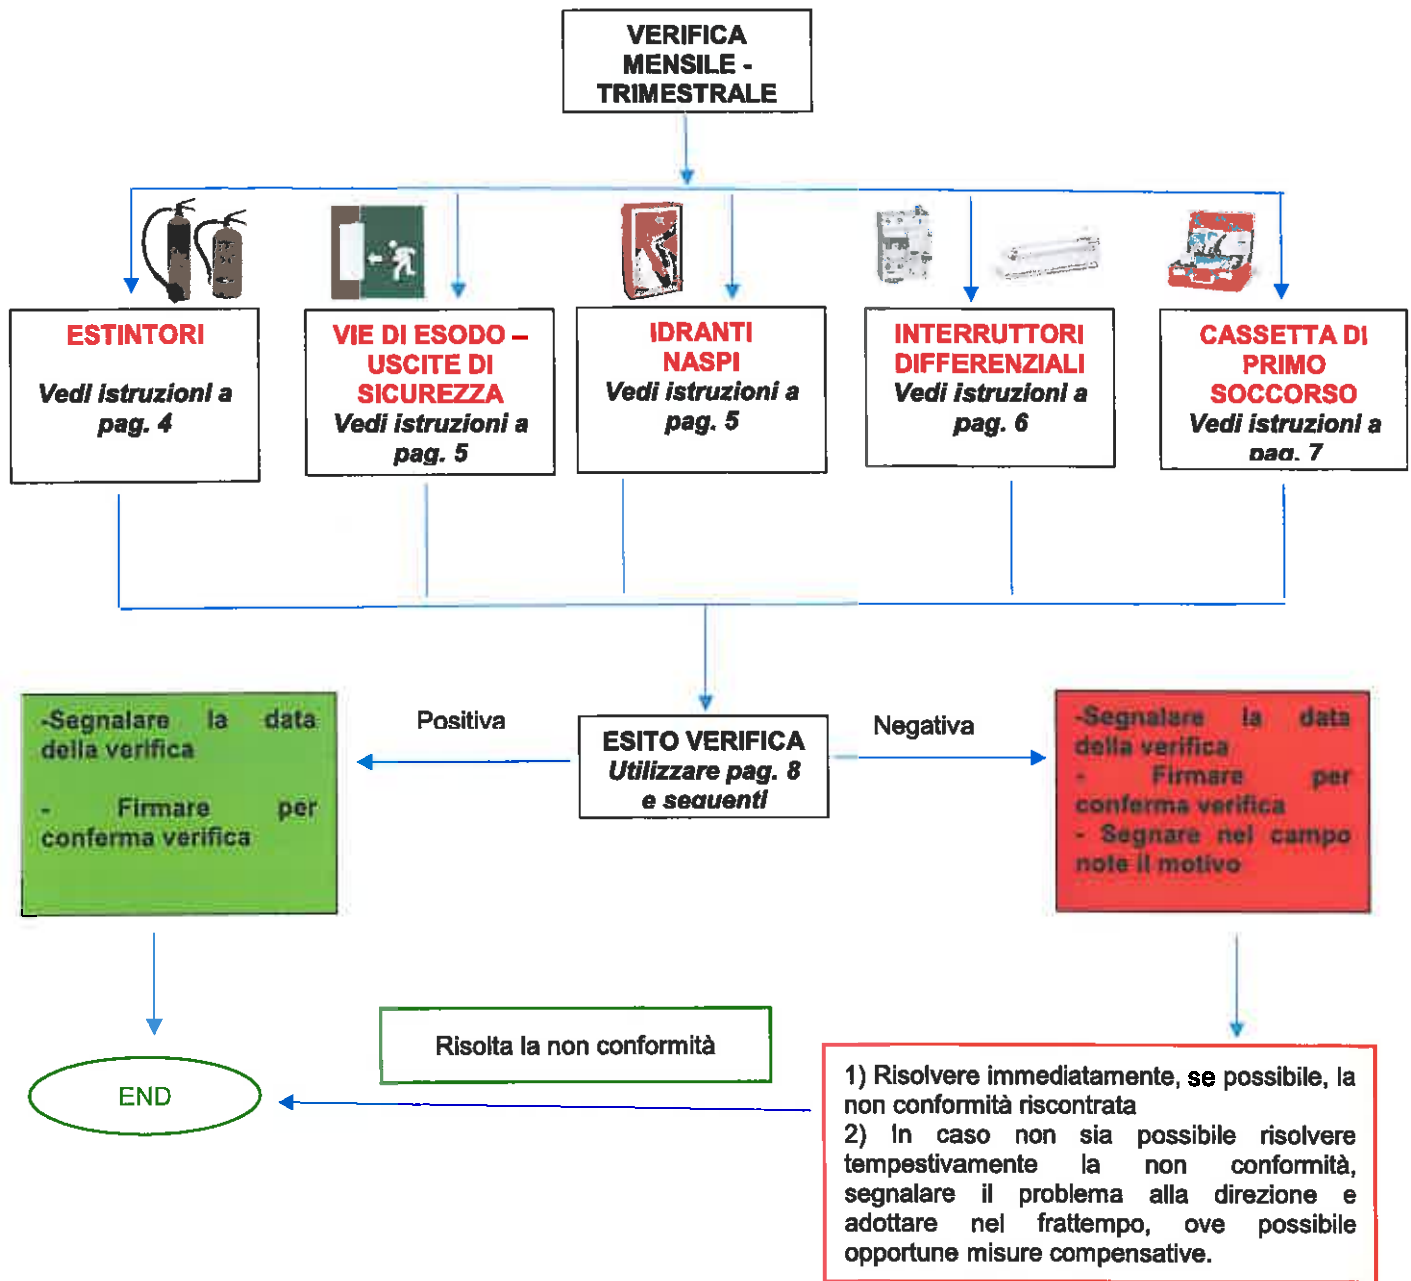 VERIFICA
MENSILE -
TRIMESTRALE
ESTINTORI
Vedi istruzioni a
pag. 4
VIE DI ESODO –
USCITE DI
SICUREZZA
Vedi istruzioni a
pag. 5
IDRANTI
NASPI
Vedi istruzioni a
pag. 5
INTERRUTTORI
DIFFERENZIALI
Vedi istruzioni a
pag. 6
CASSETTA DI
PRIMO
SOCCORSO
Vedi istruzioni a
pag. 7
-Segnalare la data
della verifica
- Firmare per
conferma verifica
Positiva
ESITO VERIFICA
Utilizzare pag. 8
e seguenti
Negativa
-Segnalare la data
della verifica
- Firmare per
conferma verifica
- Segnare nel campo
note il motivo
Risolta la non conformità
END
1) Risolvere immediatamente, se possibile, la
non conformità riscontrata
2) In caso non sia possibile risolvere
tempestivamente la non conformità,
segnalare il problema alla direzione e
adottare nel frattempo, ove possibile
opportune misure compensative.